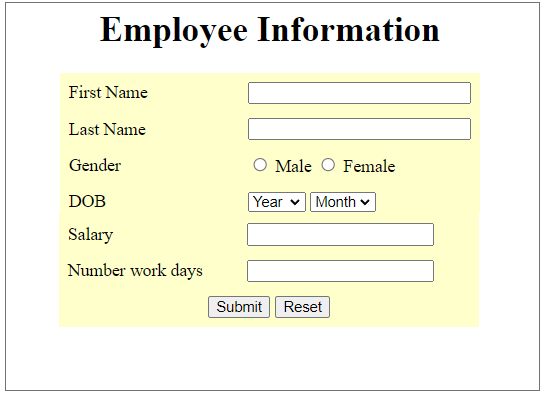 Employee Information
First Name
Last Name
Gender Male Female
DOB Year Month
Salary
Number work days
Submit Reset